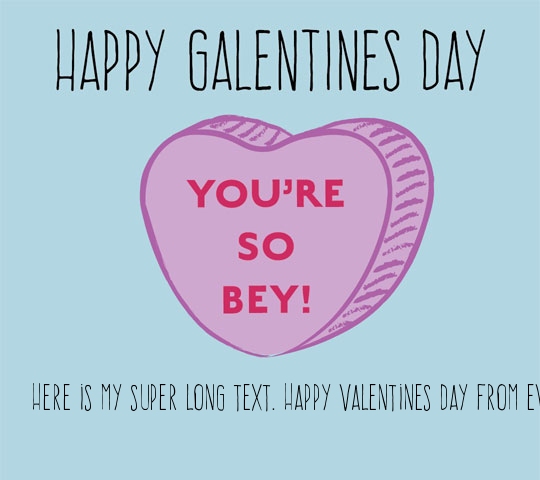 HAPPY GALENTINES DAY
YOU'RE
SO
BEY!
HERE IS MY SUPER LONG TEXT. HAPPY VALENTINES DAY FROM EV